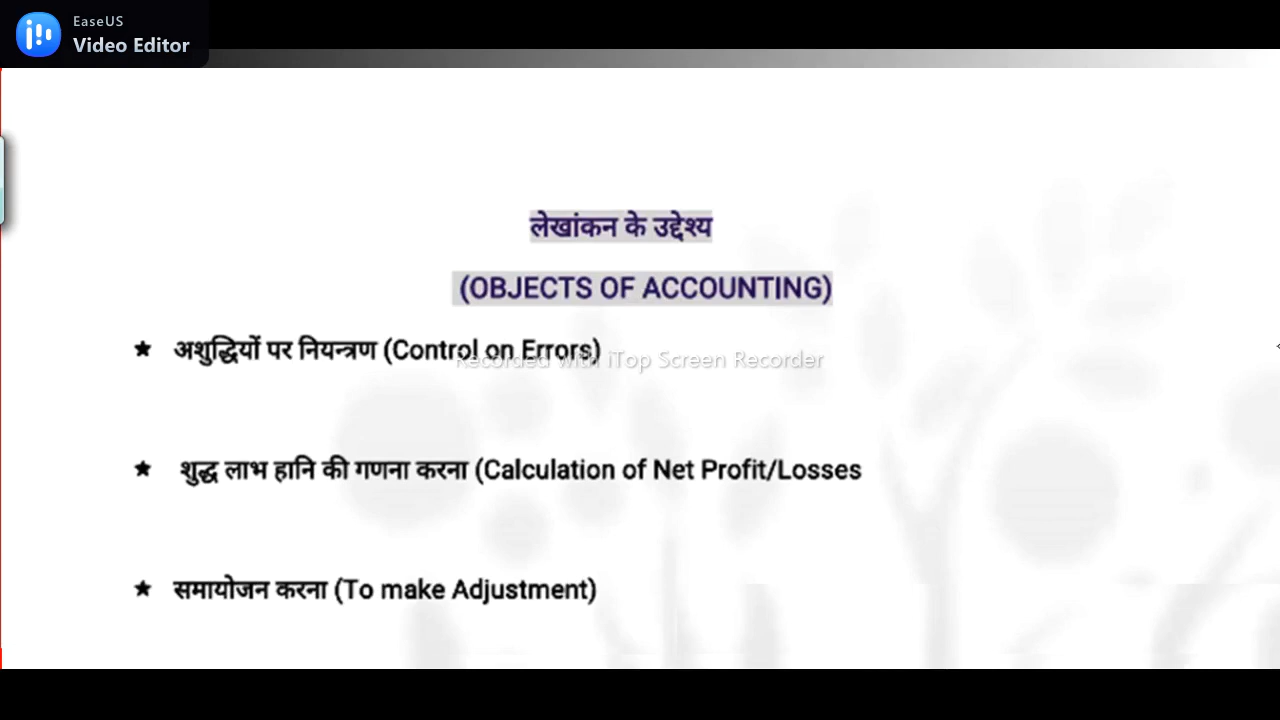 EaseUS
Video Editor
लेखांकन के उद्देश्य
(OBJECTS OF ACCOUNTING)
★ अशुद्धियों पर नियन्त्रण (Control on Errors)
Recorded with iTop Screen Recorder
★ शुद्ध लाभ हानि की गणना करना (Calculation of Net Profit/Losses
★ समायोजन करना (To make Adjustment)